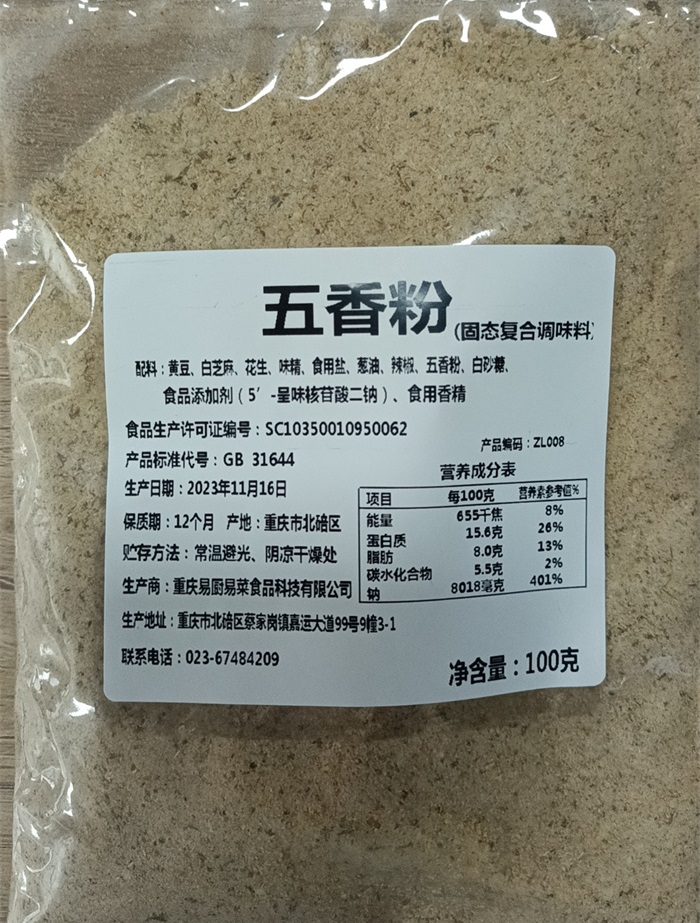 五香粉(固态复合调味料)
配料：黄豆、白芝麻、花生、味精、食用盐、葱油、辣椒、五香粉、白砂糖、
食品添加剂（5′-呈味核苷酸二钠）、食用香精
食品生产许可证编号：SC10350010950062
产品编码：ZL008
产品标准代号：GB 31644
生产日期：2023年11月16日
保质期：12个月 产地：重庆市北碚区
贮存方法：常温避光、阴凉干燥处
生产商：重庆易厨易菜食品科技有限公司
生产地址：重庆市北碚区蔡家岗镇嘉运大道99号9幢3-1
联系电话：023-67484209
营养成分表
项目 每100克 营养素参考值%
能量 655千焦 8%
蛋白质 15.6克 26%
脂肪 8.0克 13%
碳水化合物 5.5克 2%
钠 8018毫克 401%
净含量：100克